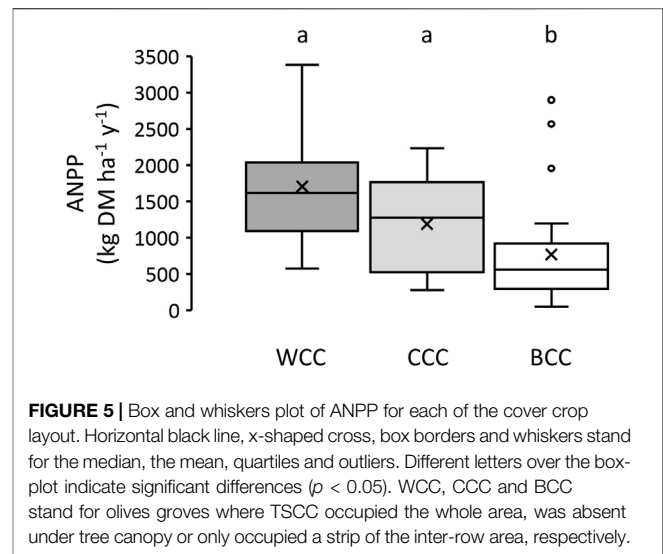 a a b
3500
3000
2500
2000
1500
1000
500
0
ANPP
(kg DM ha⁻¹ y⁻¹)
WCC CCC BCC
FIGURE 5 | Box and whiskers plot of ANPP for each of the cover crop
layout. Horizontal black line, x-shaped cross, box borders and whiskers stand
for the median, the mean, quartiles and outliers. Different letters over the box-
plot indicate significant differences (p < 0.05). WCC, CCC and BCC
stand for olives groves where TSCC occupied the whole area, was absent
under tree canopy or only occupied a strip of the inter-row area, respectively.